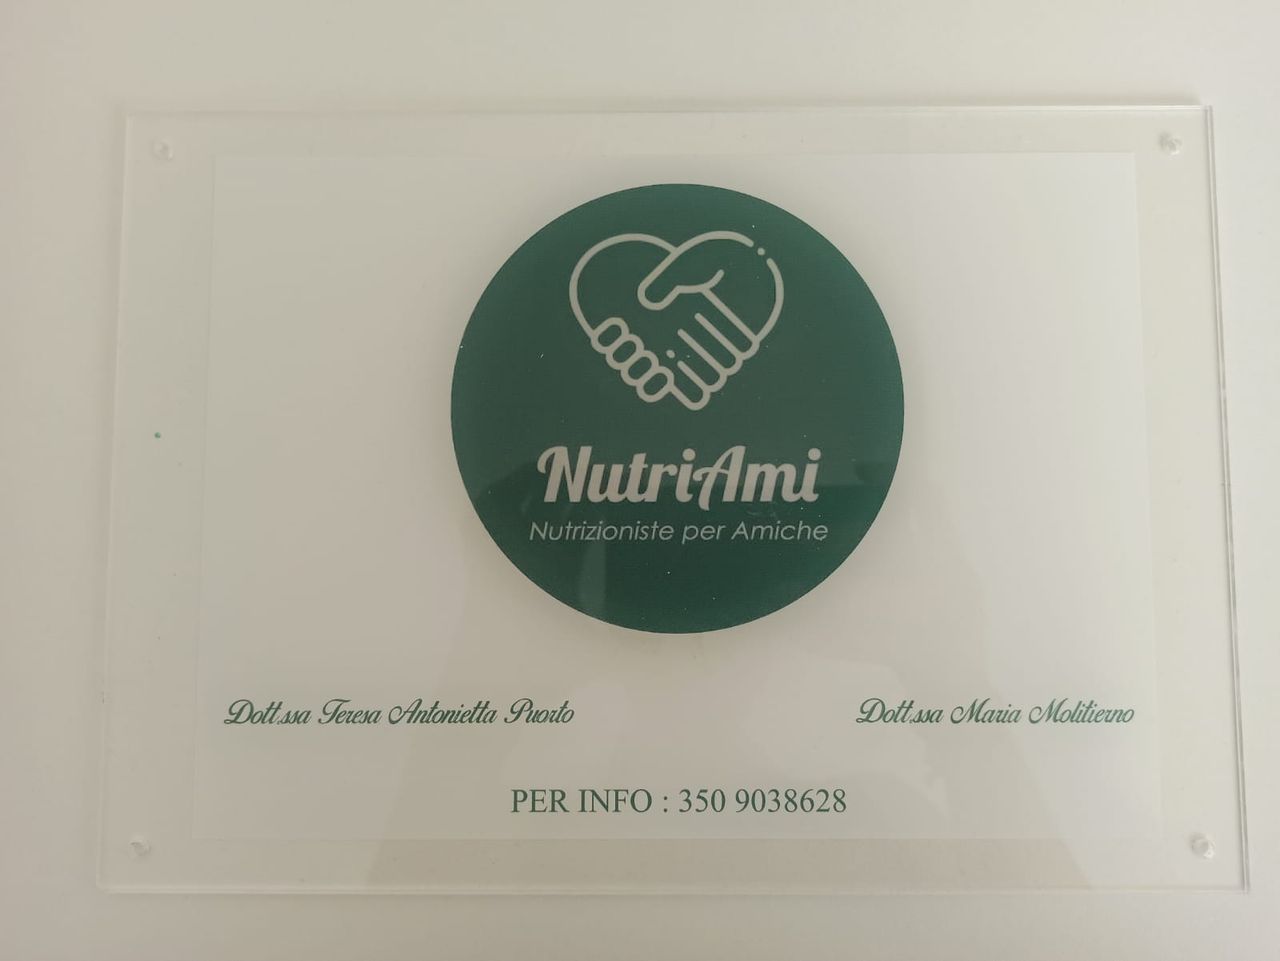 NutriAmi
Nutrizioniste per Amiche
Dott.ssa Teresa Antonietta Puorto
Dott.ssa Maria Molitierno
PER INFO : 350 9038628